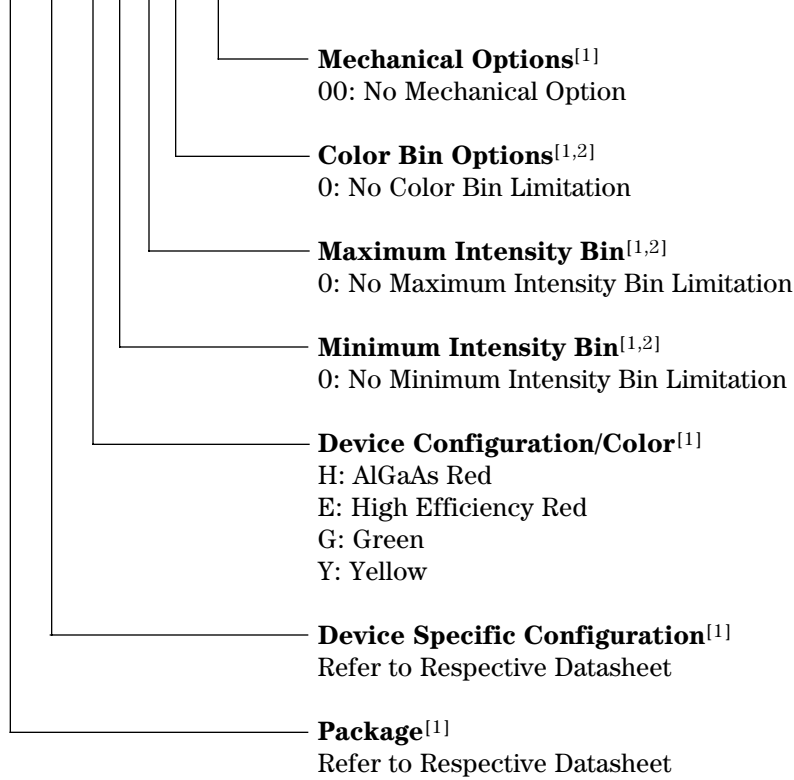 Mechanical Options[1]
00: No Mechanical Option
Color Bin Options[1,2]
0: No Color Bin Limitation
Maximum Intensity Bin[1,2]
0: No Maximum Intensity Bin Limitation
Minimum Intensity Bin[1,2]
0: No Minimum Intensity Bin Limitation
Device Configuration/Color[1]
H: AlGaAs Red
E: High Efficiency Red
G: Green
Y: Yellow
Device Specific Configuration[1]
Refer to Respective Datasheet
Package[1]
Refer to Respective Datasheet